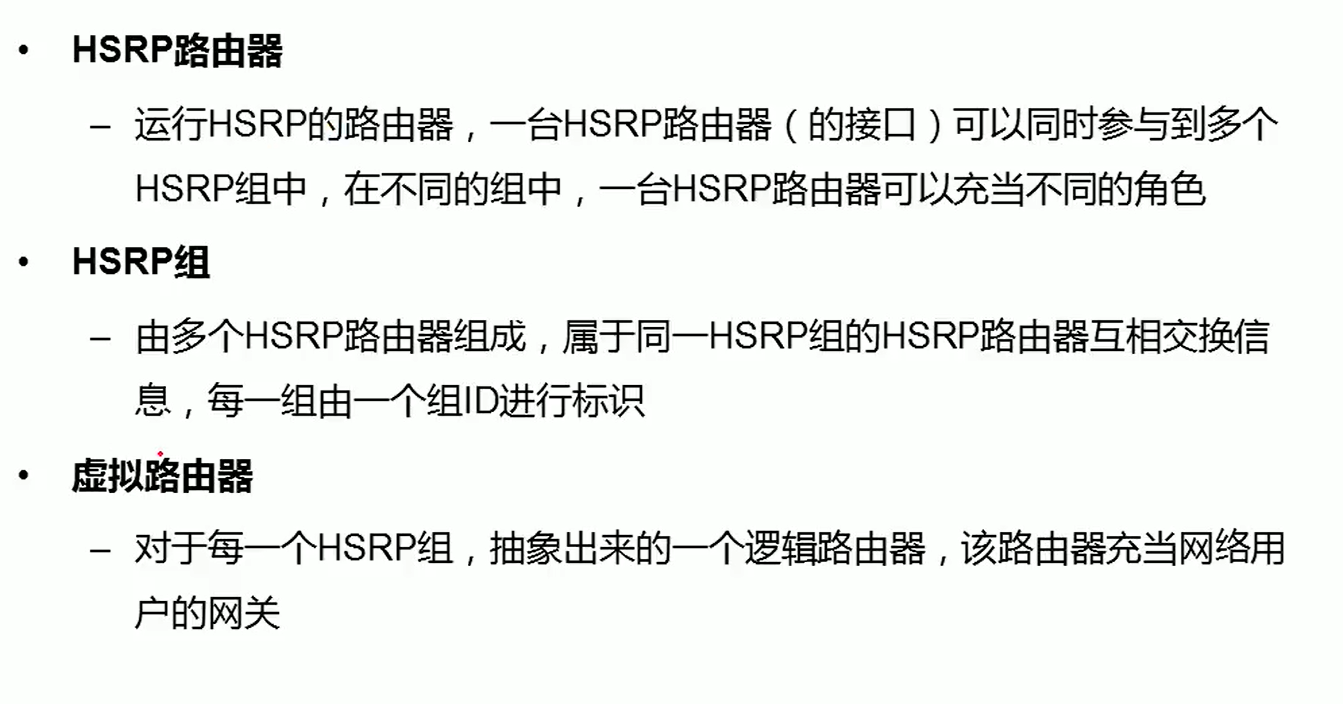 • HSRP路由器
– 运行HSRP的路由器，一台HSRP路由器（的接口）可以同时参与到多个
HSRP组中，在不同的组中，一台HSRP路由器可以充当不同的角色
• HSRP组
– 由多个HSRP路由器组成，属于同一HSRP组的HSRP路由器互相交换信
息，每一组由一个组ID进行标识
• 虚拟路由器
– 对于每一个HSRP组，抽象出来的一个逻辑路由器，该路由器充当网络用
户的网关